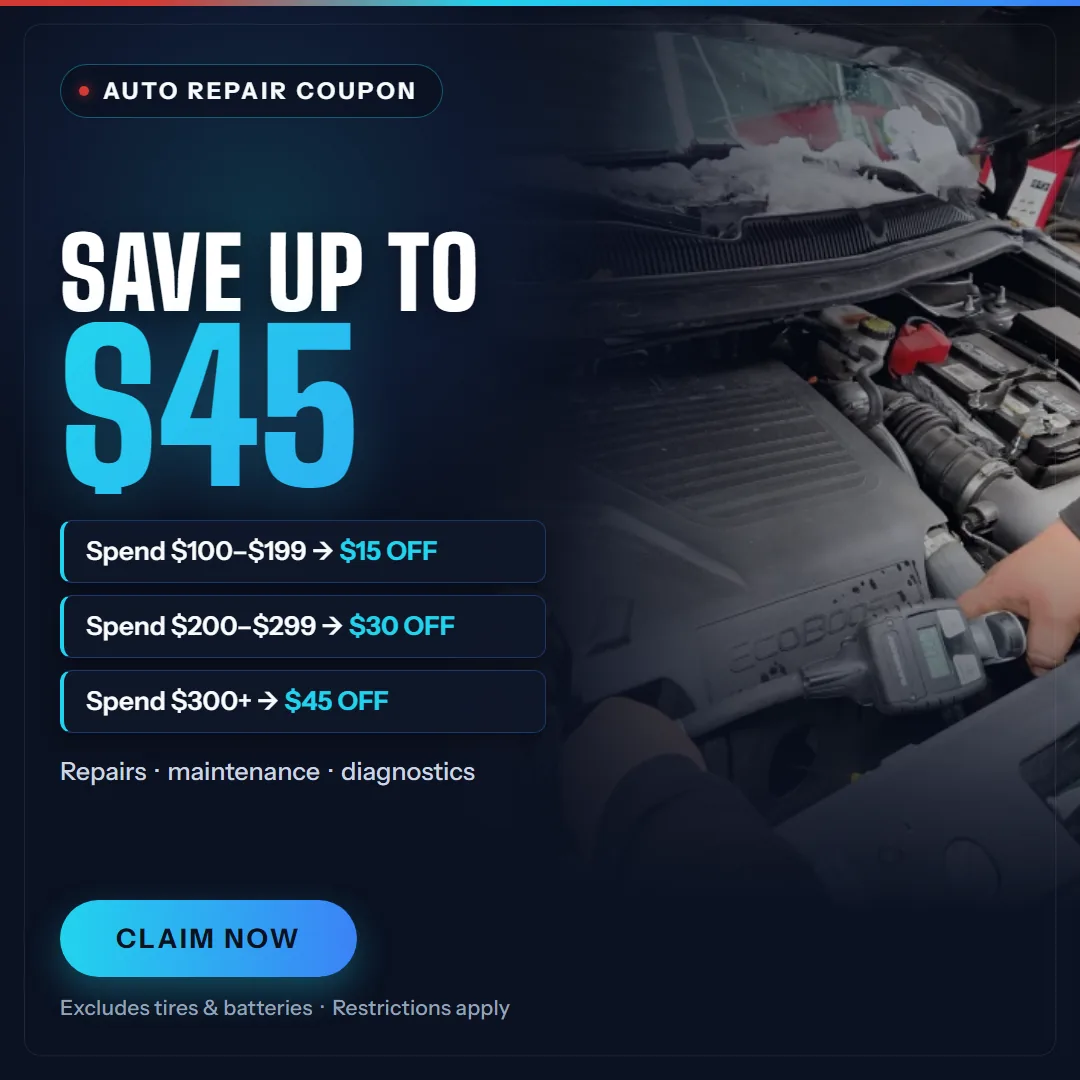 AUTO REPAIR COUPON
SAVE UP TO
$45
Spend $100–$199 → $15 OFF
Spend $200–$299 → $30 OFF
Spend $300+ → $45 OFF
Repairs · maintenance · diagnostics
ECOBOOST
CLAIM NOW
Excludes tires & batteries · Restrictions apply